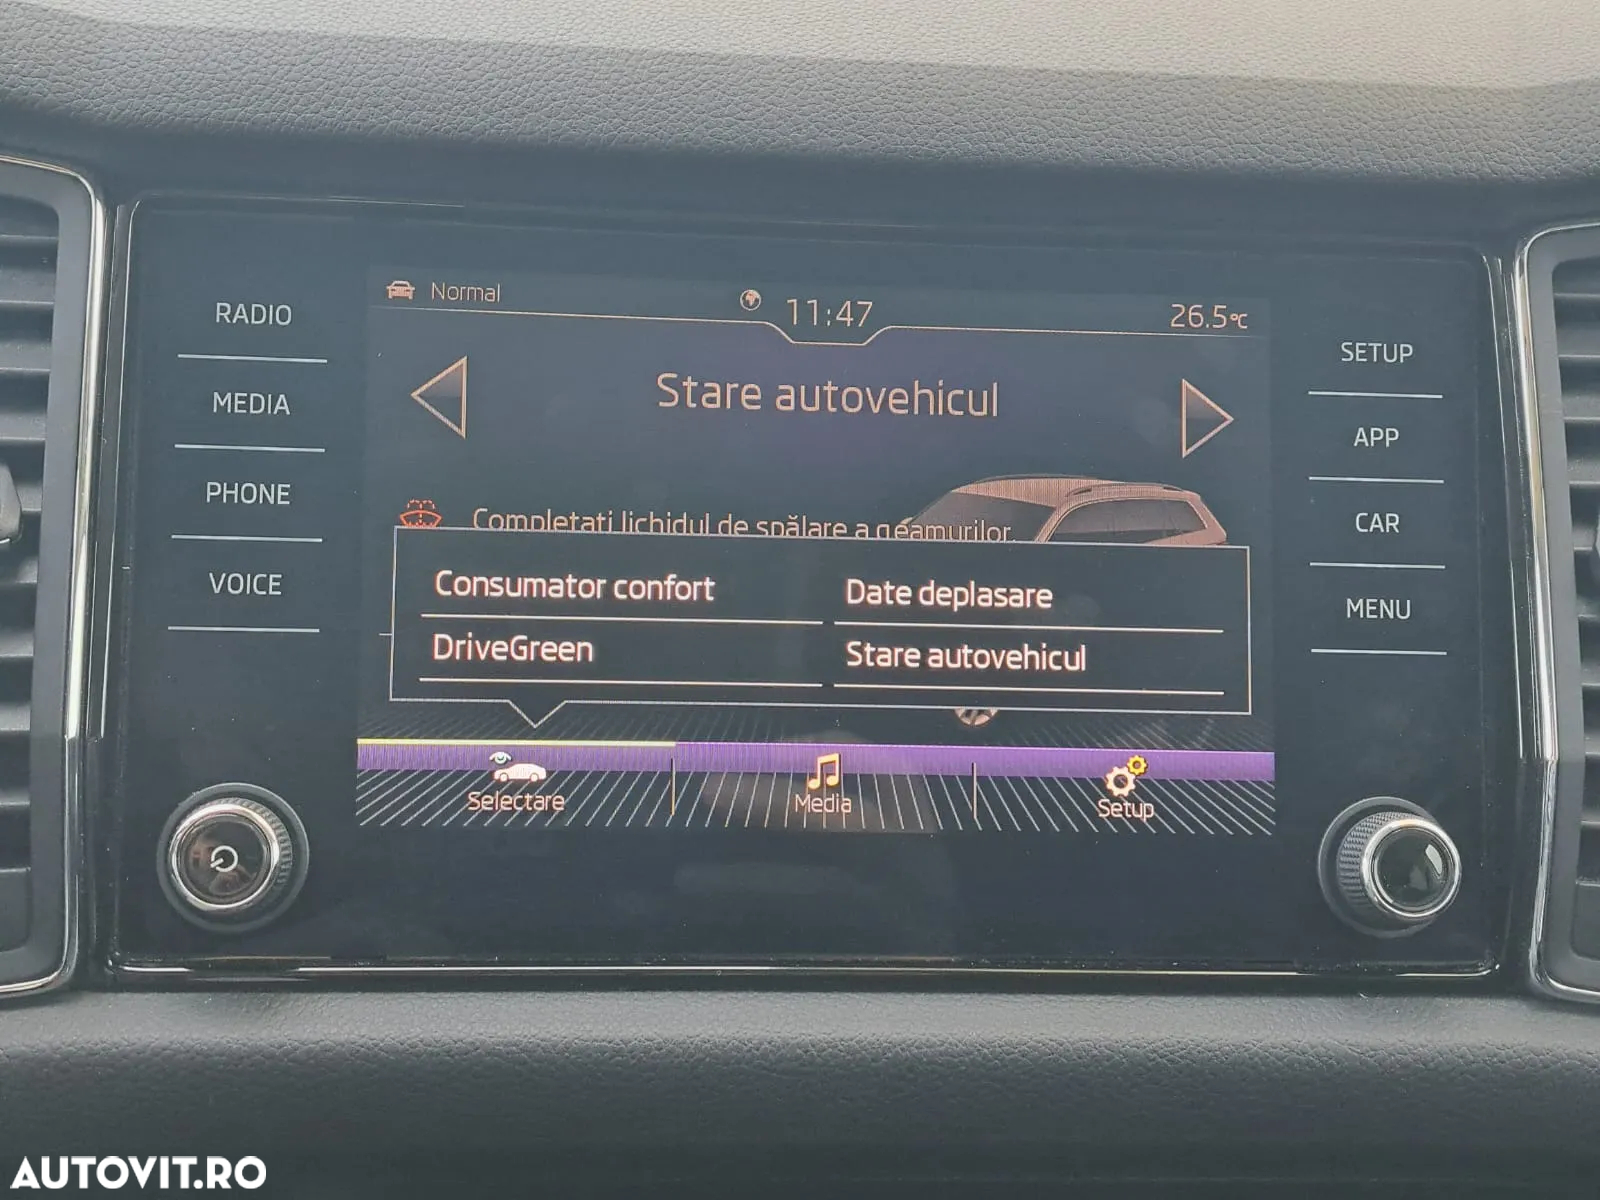 Normal
11:47
26.5°C
RADIO
MEDIA
PHONE
VOICE
SETUP
APP
CAR
MENU
Stare autovehicul
Completați lichidul de spălare a geamurilor.
Consumator confort
Date deplasare
DriveGreen
Stare autovehicul
Selectare
Media
Setup
AUTOVIT.RO